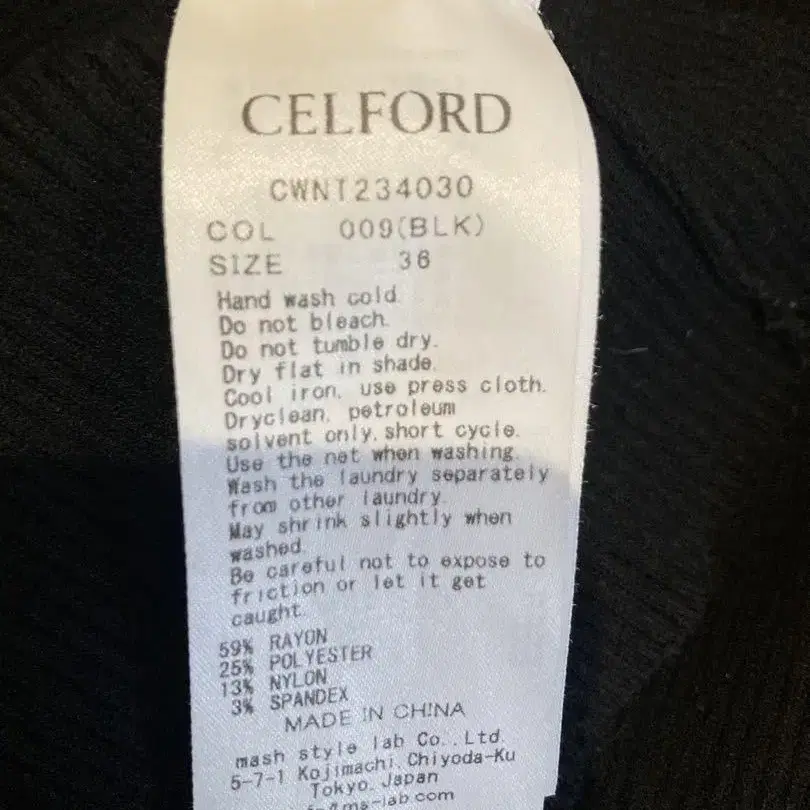 CELFORD
CWNT234030
COL 009(BLK)
SIZE 36
Hand wash cold.
Do not bleach.
Do not tumble dry.
Dry flat in shade.
Cool iron, use press cloth.
Dryclean, petroleum
solvent only, short cycle.
Use the net when washing.
Wash the laundry separately
from other laundry.
May shrink slightly when
washed.
Be careful not to expose to
friction or let it get
caught.
59% RAYON
25% POLYESTER
13% NYLON
3% SPANDEX
MADE IN CHINA
mash style lab Co., Ltd.
5-7-1 Kojimachi, Chiyoda-Ku
Tokyo, Japan